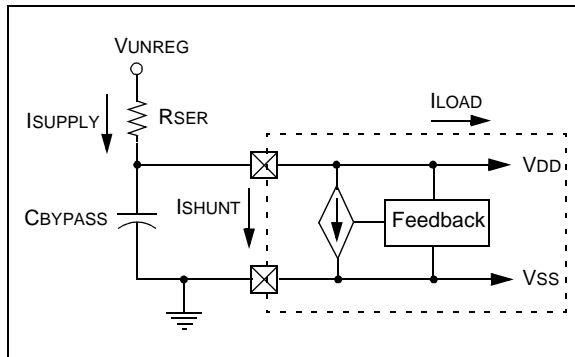 VUNREG
ILOAD
ISUPPLY
RSER
VDD
CBYPASS
ISHUNT
Feedback
VSS